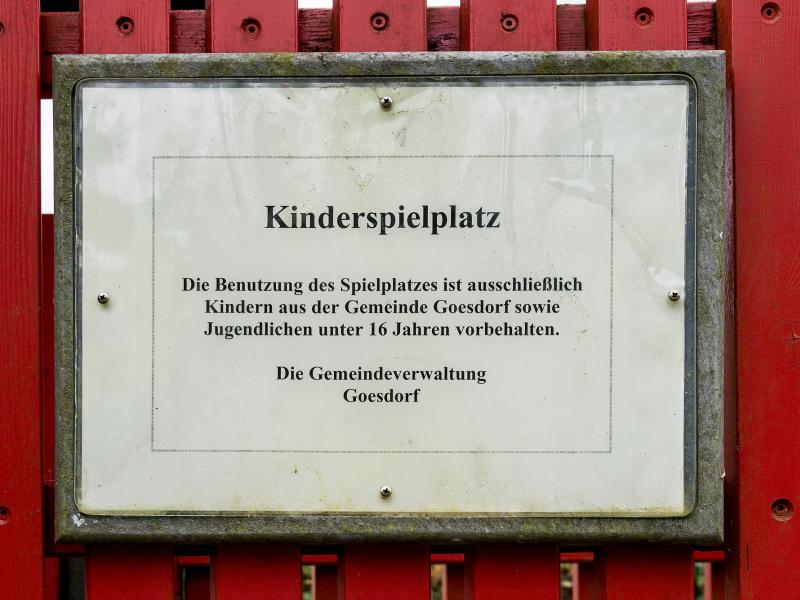 Kinderspielplatz
Die Benutzung des Spielplatzes ist ausschließlich
Kindern aus der Gemeinde Goesdorf sowie
Jugendlichen unter 16 Jahren vorbehalten.
Die Gemeindeverwaltung
Goesdorf